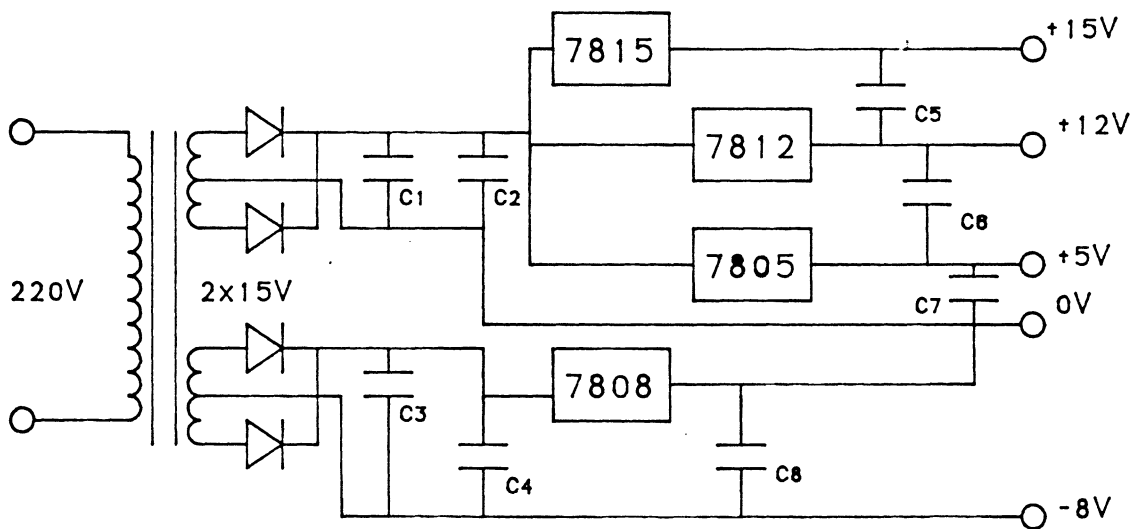 7815
+15V
C5
+12V
7812
C1
C2
C6
7805
+5V
220V
2x15V
C7
0V
7808
C3
C4
C8
-8V